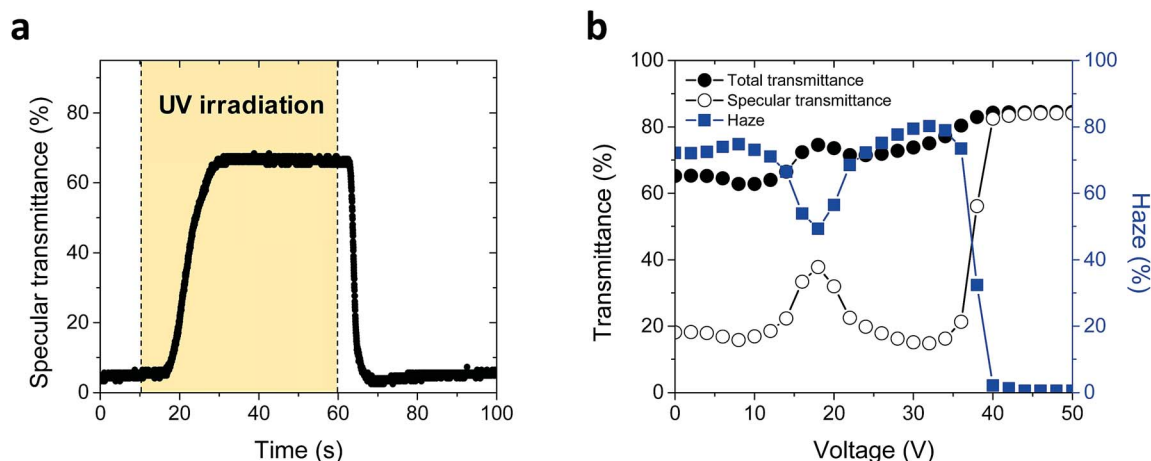 a
UV irradiation
Specular transmittance (%)
80
60
40
20
0
0 20 40 60 80 100
Time (s)
b
Total transmittance
Specular transmittance
Haze
Transmittance (%)
100
80
60
40
20
0
100
80
60
40
20
0
Haze (%)
0 10 20 30 40 50
Voltage (V)